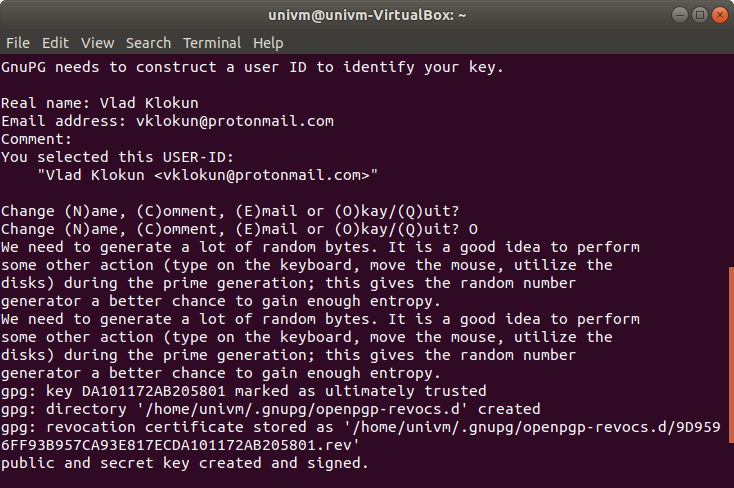 univm@univm-VirtualBox: ~
File Edit View Search Terminal Help
GnuPG needs to construct a user ID to identify your key.
Real name: Vlad Klokun
Email address: vklokun@protonmail.com
Comment:
You selected this USER-ID:
    "Vlad Klokun <vklokun@protonmail.com>"
Change (N)ame, (C)omment, (E)mail or (O)kay/(Q)uit?
Change (N)ame, (C)omment, (E)mail or (O)kay/(Q)uit? O
We need to generate a lot of random bytes. It is a good idea to perform
some other action (type on the keyboard, move the mouse, utilize the
disks) during the prime generation; this gives the random number
generator a better chance to gain enough entropy.
We need to generate a lot of random bytes. It is a good idea to perform
some other action (type on the keyboard, move the mouse, utilize the
disks) during the prime generation; this gives the random number
generator a better chance to gain enough entropy.
gpg: key DA101172AB205801 marked as ultimately trusted
gpg: directory '/home/univm/.gnupg/openpgp-revocs.d' created
gpg: revocation certificate stored as '/home/univm/.gnupg/openpgp-revocs.d/9D959
6FF93B957CA93E817ECDA101172AB205801.rev'
public and secret key created and signed.